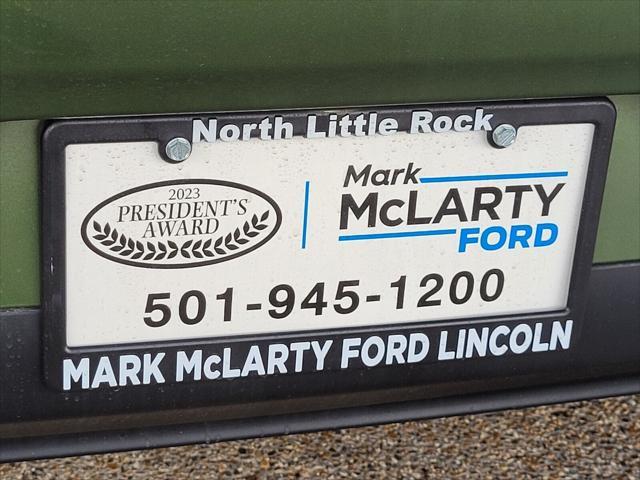 North Little Rock
2023
PRESIDENT'S
AWARD
Mark
McLARTY
FORD
501-945-1200
MARK McLARTY FORD LINCOLN